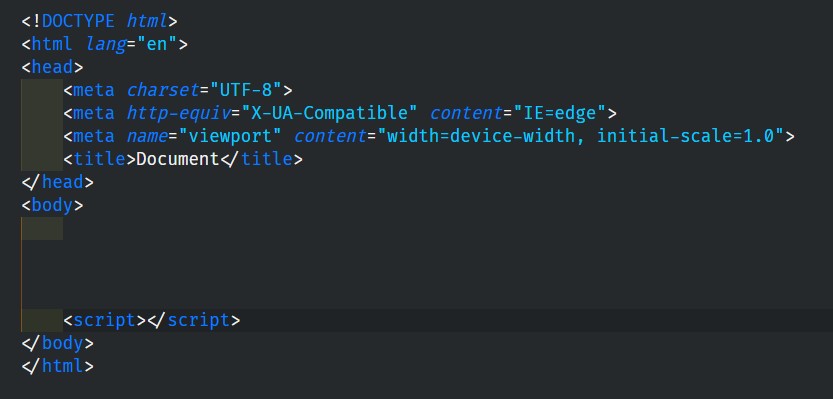 <!DOCTYPE html>
<html lang="en">
<head>
    <meta charset="UTF-8">
    <meta http-equiv="X-UA-Compatible" content="IE=edge">
    <meta name="viewport" content="width=device-width, initial-scale=1.0">
    <title>Document</title>
</head>
<body>
    <script></script>
</body>
</html>